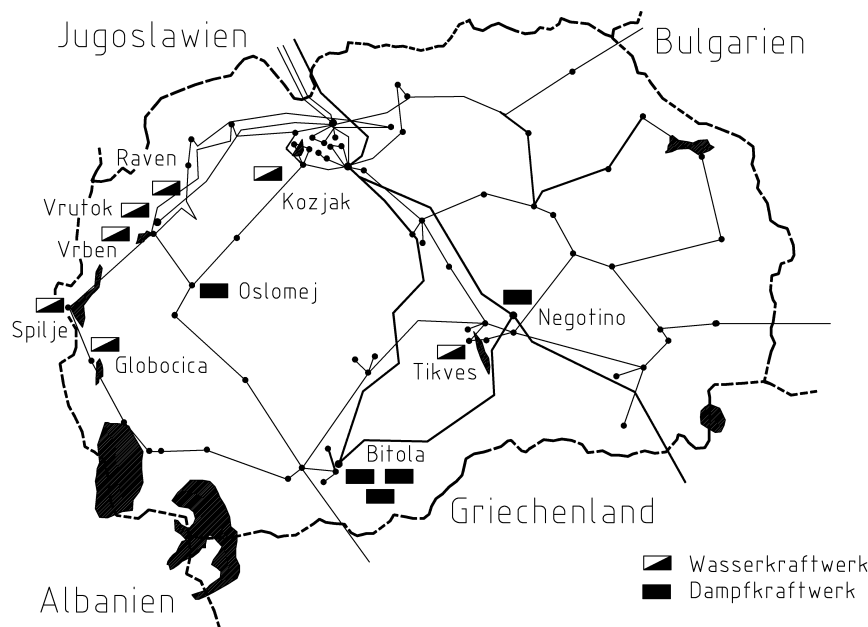 Jugoslawien
Bulgarien
Raven
Kozjak
Vrutok
Vrben
Oslomej
Spilje
Negotino
Globocica
Tikves
Bitola
Griechenland
Wasserkraftwerk
Dampfkraftwerk
Albanien